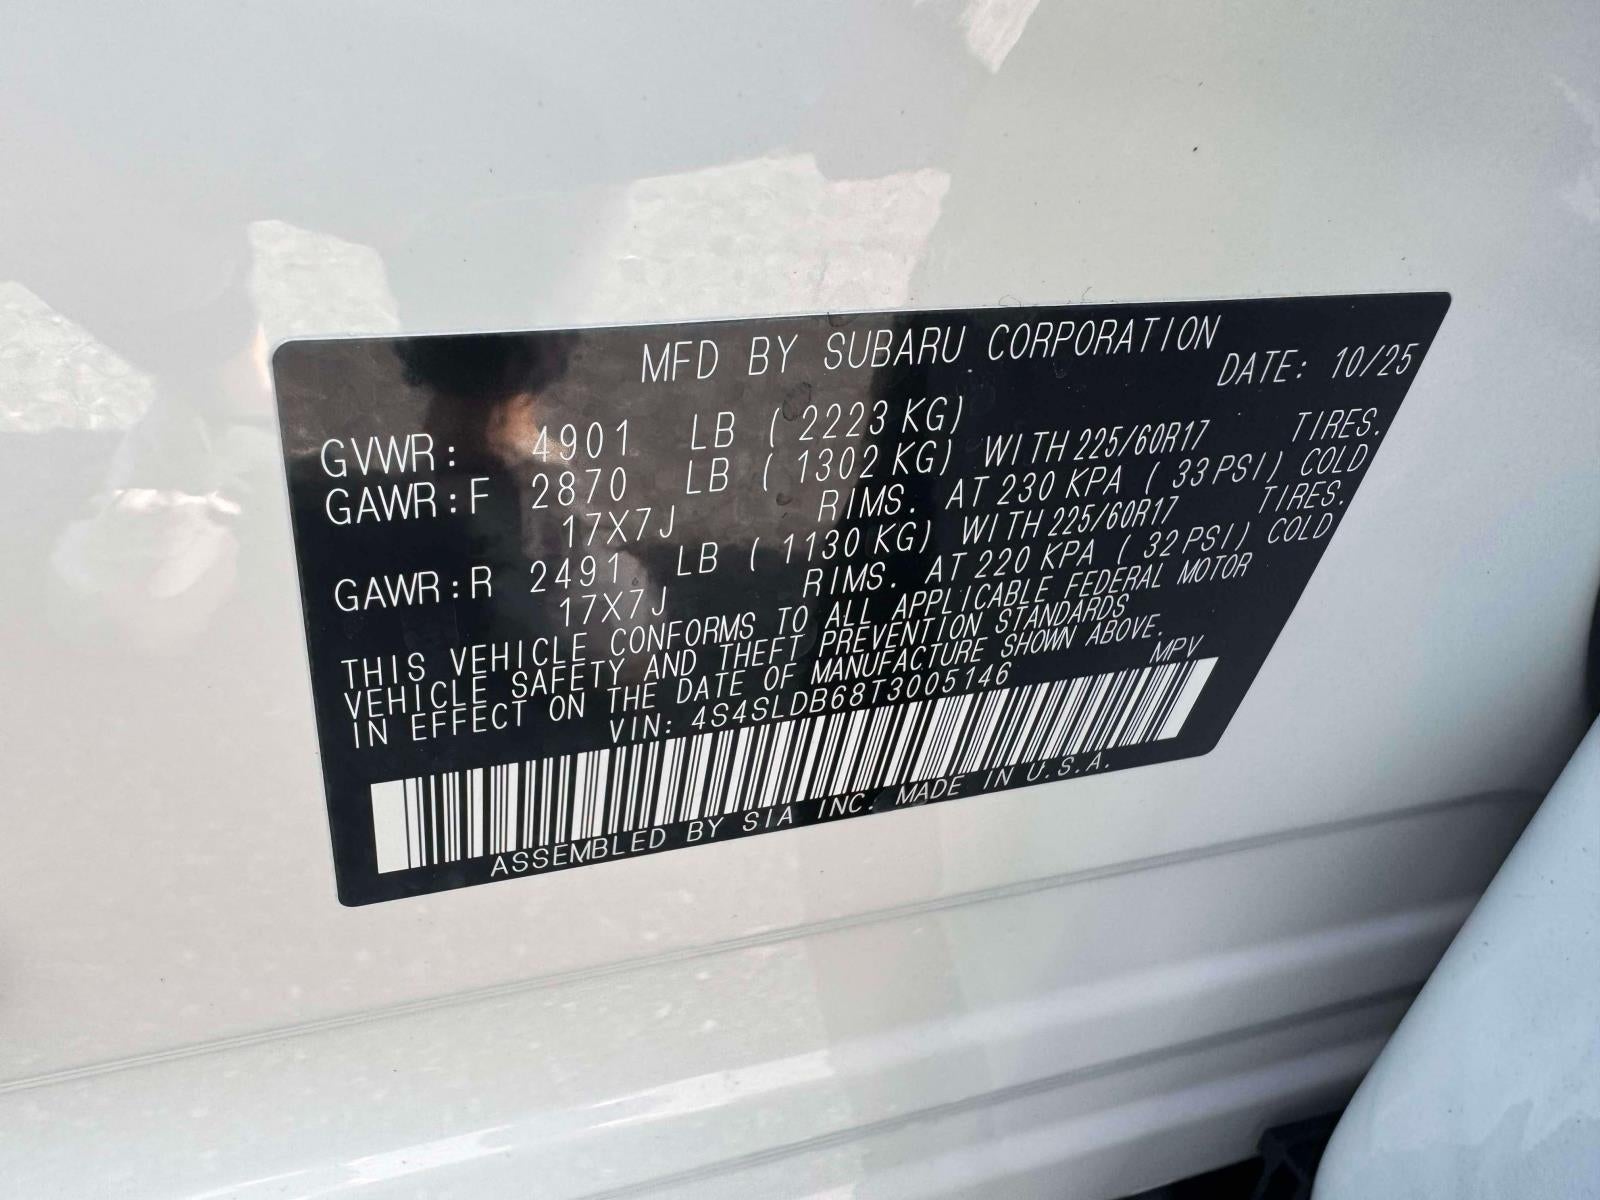 MFD BY SUBARU CORPORATION
DATE: 10/25
GVWR: 4901 LB ( 2223 KG)
GAWR:F 2870 LB ( 1302 KG) WITH 225/60R17 TIRES.
17X7J RIMS. AT 230 KPA ( 33 PSI) COLD
GAWR:R 2491 LB ( 1130 KG) WITH 225/60R17 TIRES.
17X7J RIMS. AT 220 KPA ( 32 PSI) COLD
THIS VEHICLE CONFORMS TO ALL APPLICABLE FEDERAL MOTOR
VEHICLE SAFETY AND THEFT PREVENTION STANDARDS
IN EFFECT ON THE DATE OF MANUFACTURE SHOWN ABOVE.
VIN: 4S4SLDB68T3005146 MPV
ASSEMBLED BY SIA INC. MADE IN U.S.A.